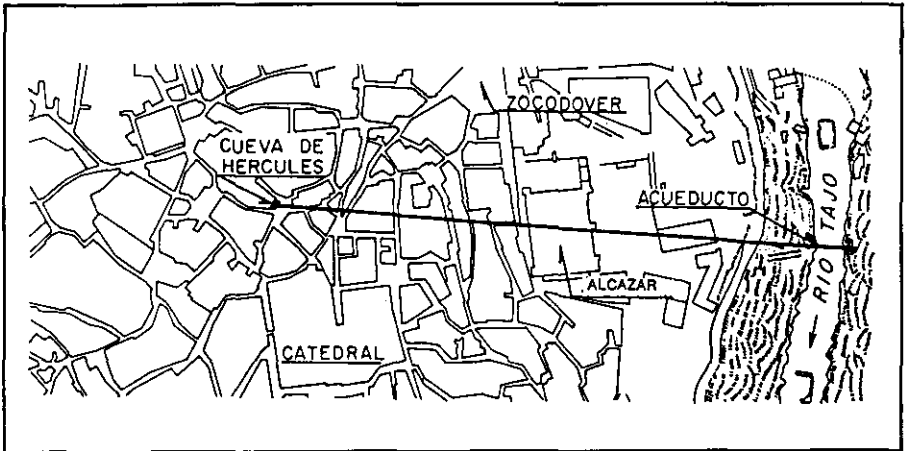 ZOCODOVER
CUEVA DE
HERCULES
ACUEDUCTO
RIO TAJO
ALCAZAR
CATEDRAL